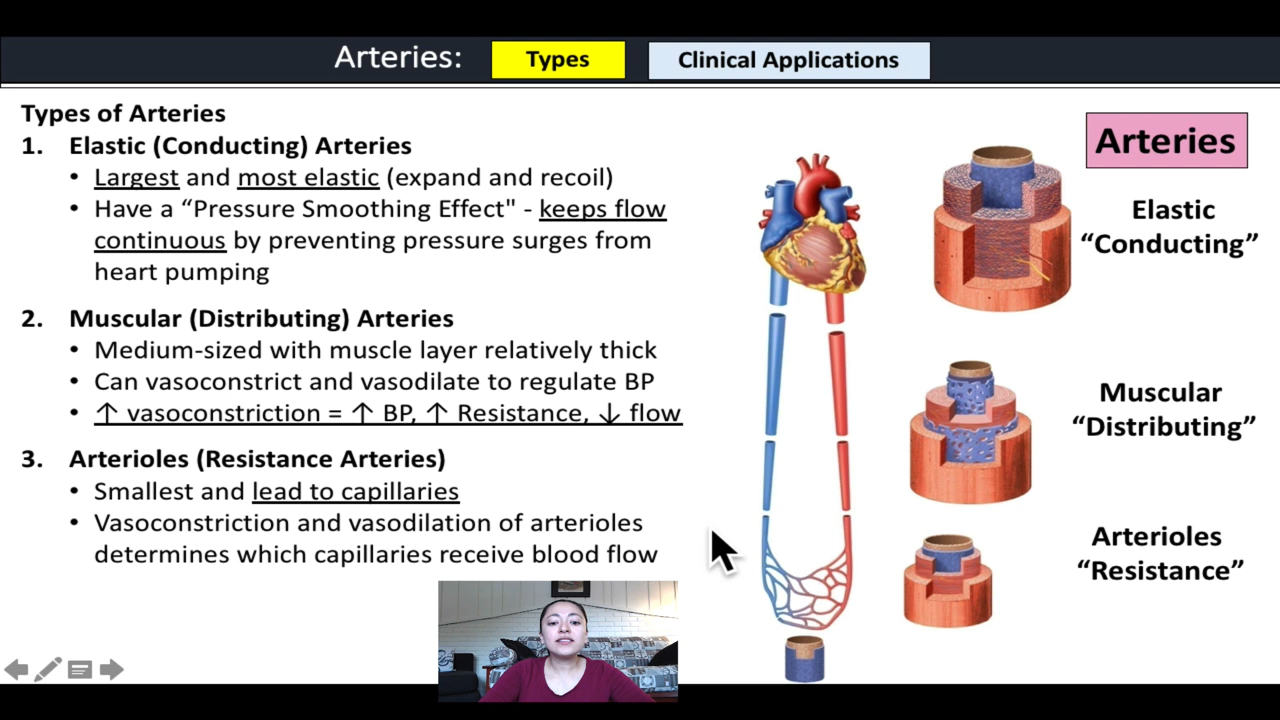 Arteries:
Types
Clinical Applications
Types of Arteries
1. Elastic (Conducting) Arteries
• Largest and most elastic (expand and recoil)
• Have a “Pressure Smoothing Effect" - keeps flow
continuous by preventing pressure surges from
heart pumping
2. Muscular (Distributing) Arteries
• Medium-sized with muscle layer relatively thick
• Can vasoconstrict and vasodilate to regulate BP
• ↑ vasoconstriction = ↑ BP, ↑ Resistance, ↓ flow
3. Arterioles (Resistance Arteries)
• Smallest and lead to capillaries
• Vasoconstriction and vasodilation of arterioles
determines which capillaries receive blood flow
Arteries
Elastic
“Conducting”
Muscular
“Distributing”
Arterioles
“Resistance”